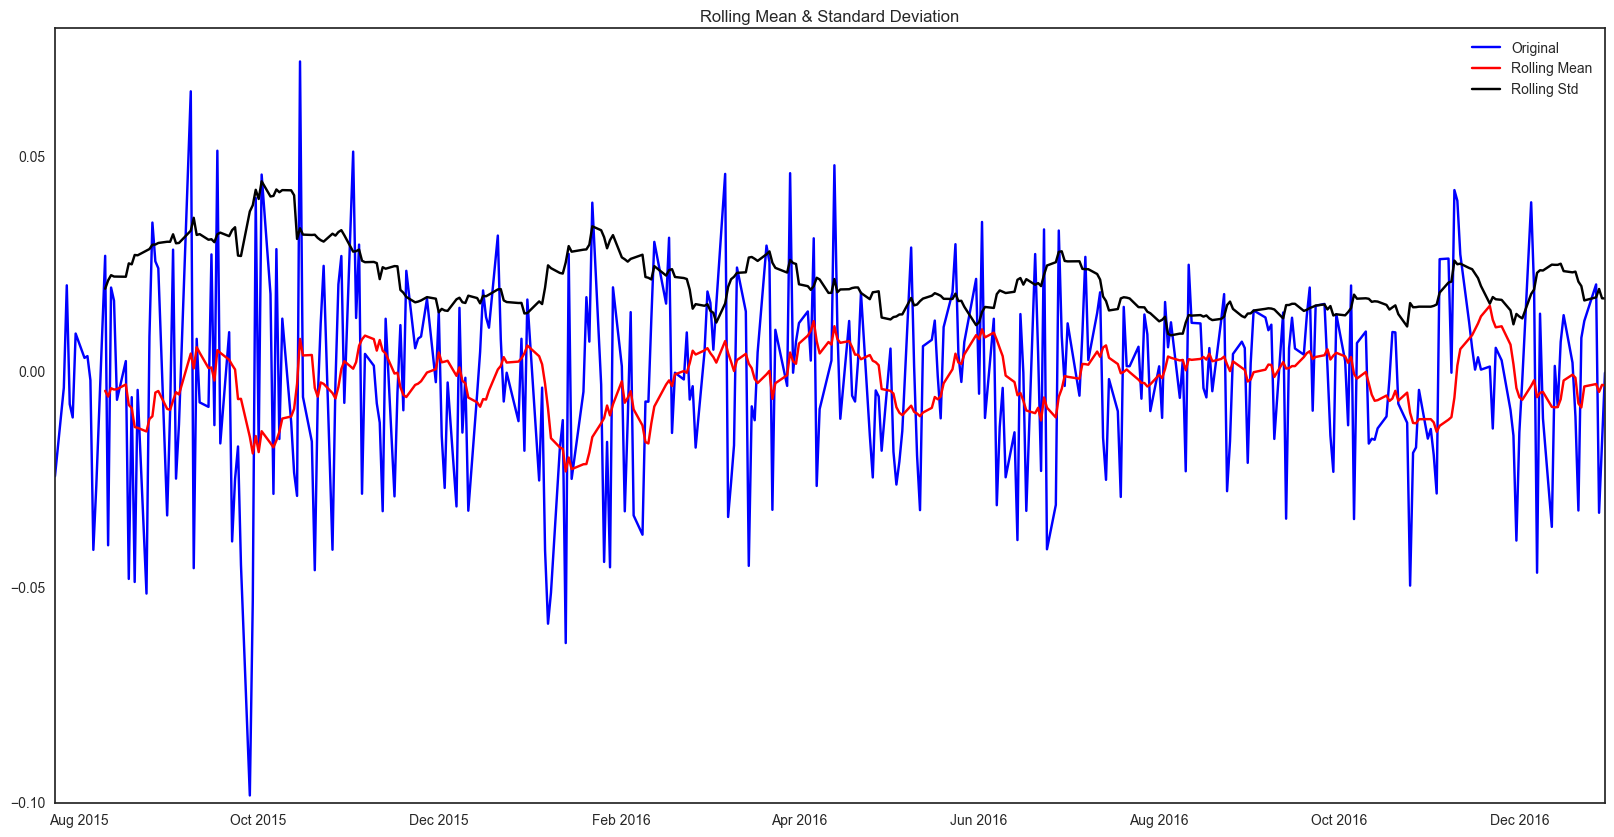 Rolling Mean & Standard Deviation
Original
Rolling Mean
Rolling Std
0.05
0.00
−0.05
−0.10
Aug 2015 Oct 2015 Dec 2015 Feb 2016 Apr 2016 Jun 2016 Aug 2016 Oct 2016 Dec 2016